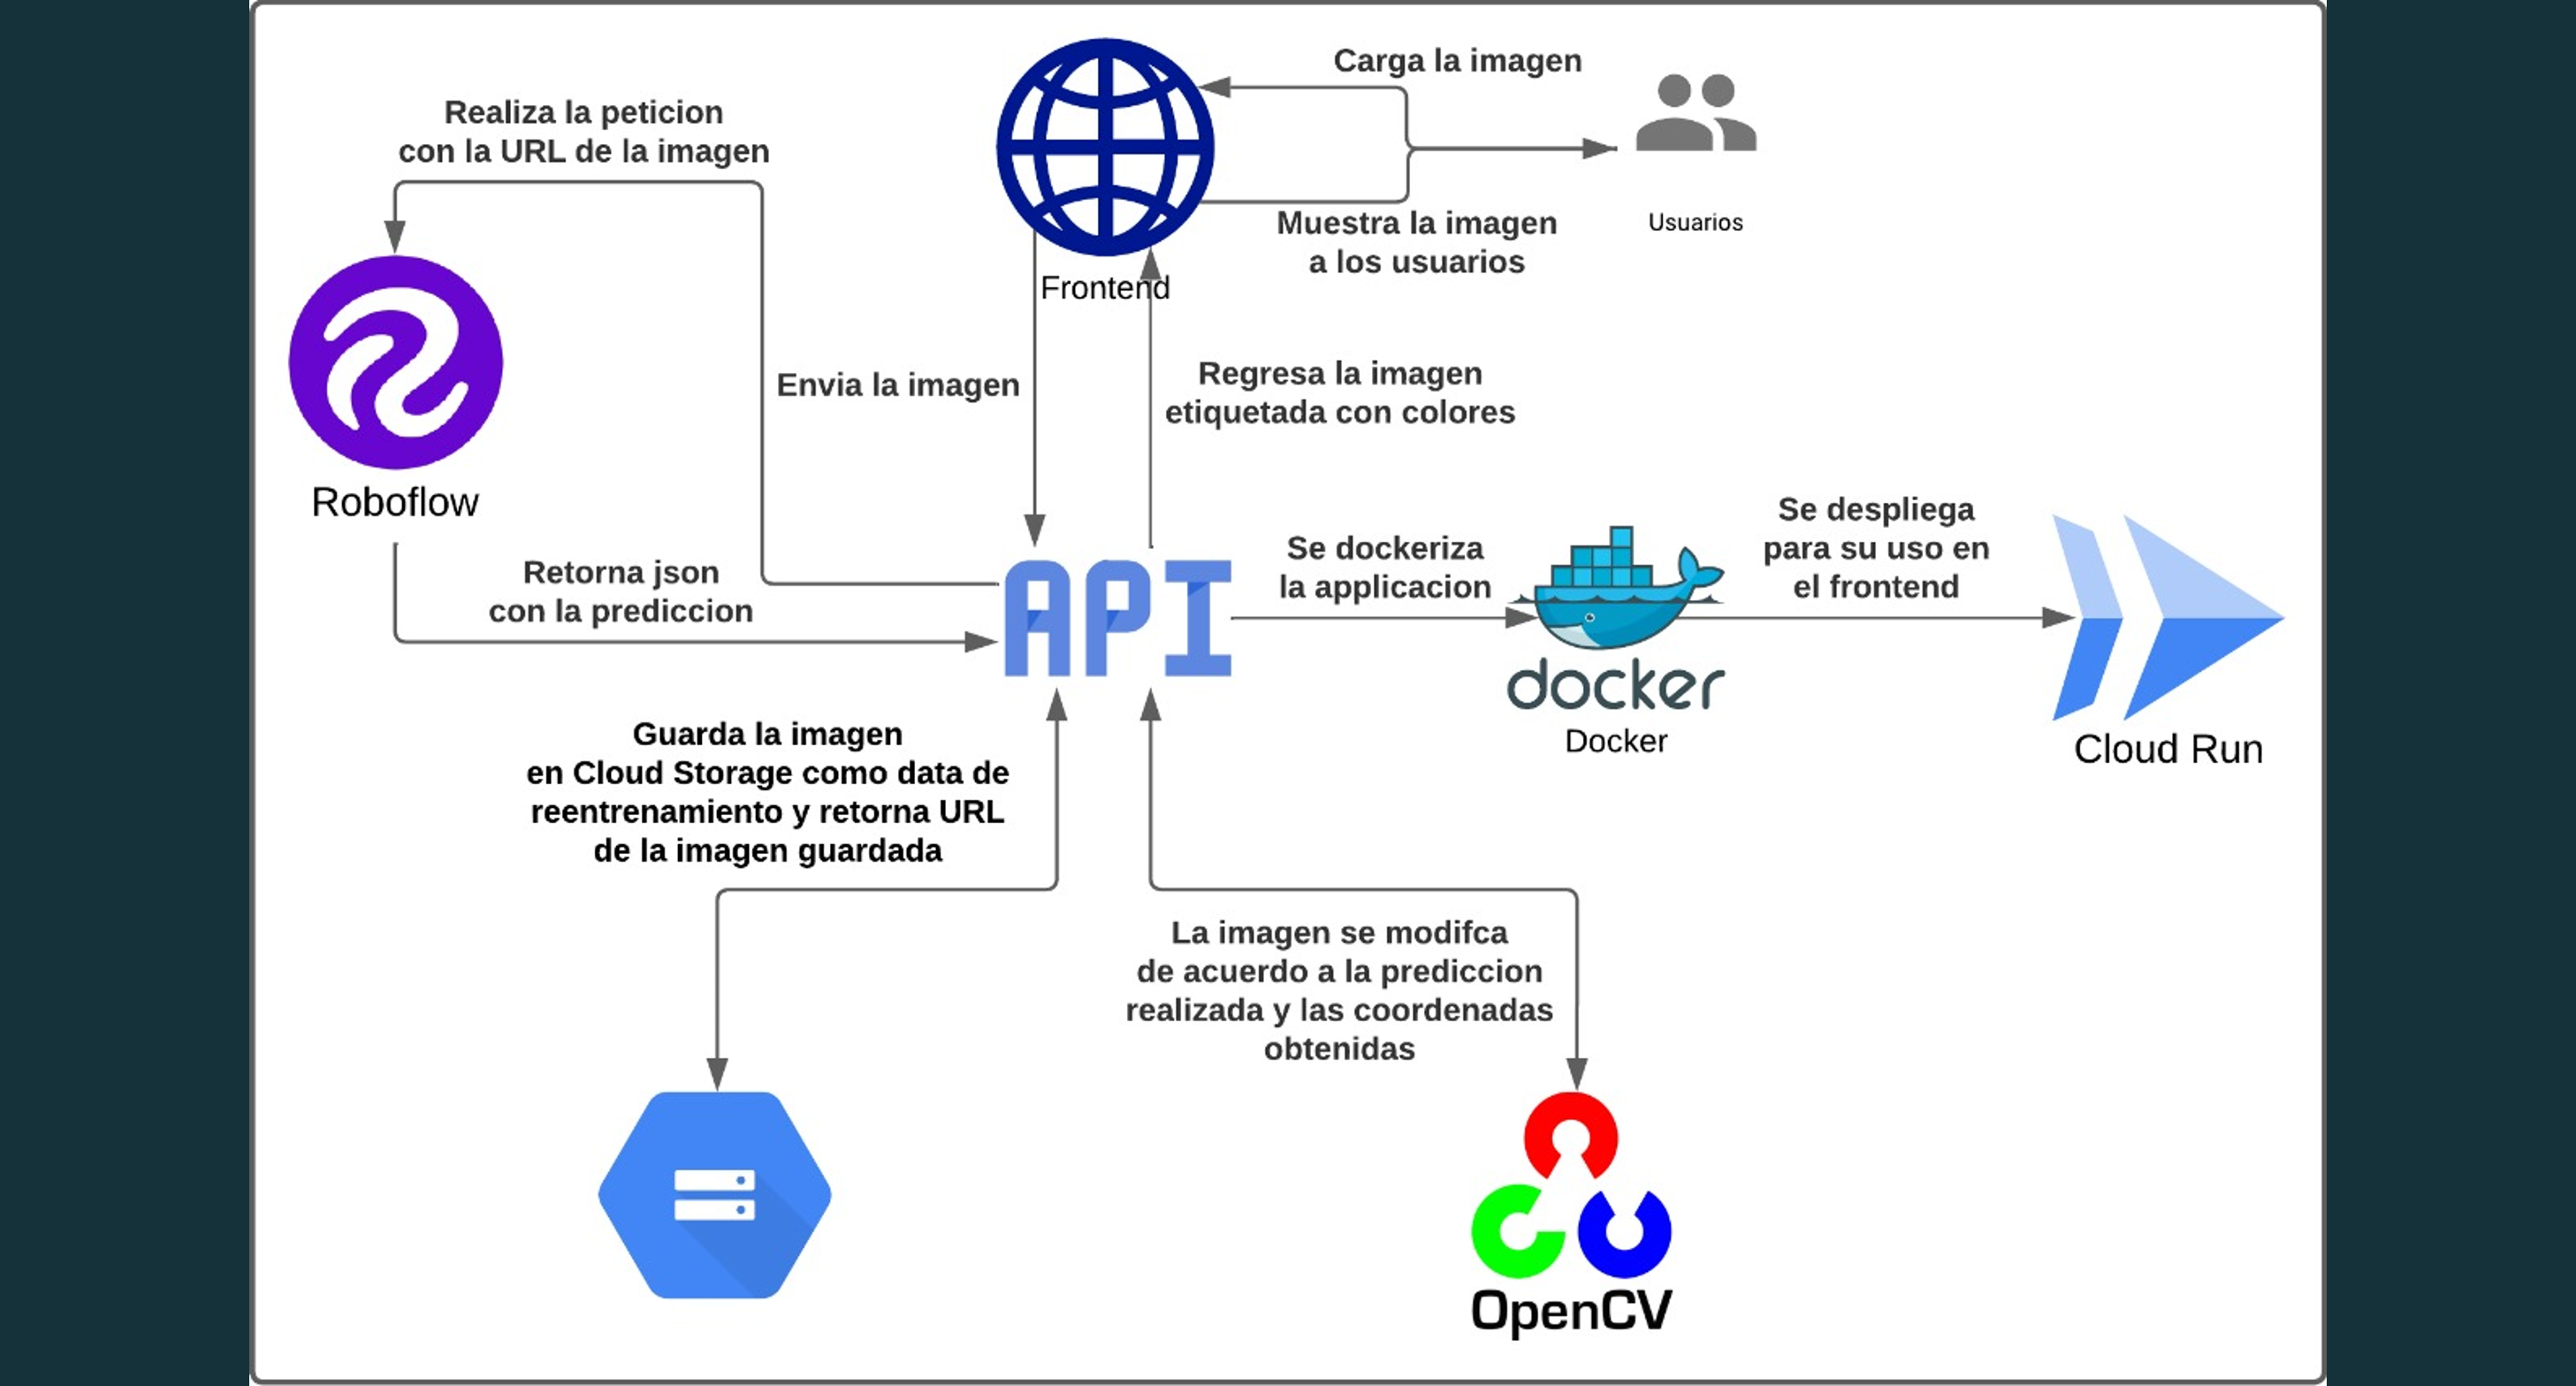 Carga la imagen
Realiza la peticion
con la URL de la imagen
Usuarios
Muestra la imagen
a los usuarios
Frontend
Envia la imagen
Regresa la imagen
etiquetada con colores
Roboflow
Retorna json
con la prediccion
API
Se dockeriza
la applicacion
Se despliega
para su uso en
el frontend
docker
Docker
Cloud Run
Guarda la imagen
en Cloud Storage como data de
reentrenamiento y retorna URL
de la imagen guardada
La imagen se modifca
de acuerdo a la prediccion
realizada y las coordenadas
obtenidas
OpenCV